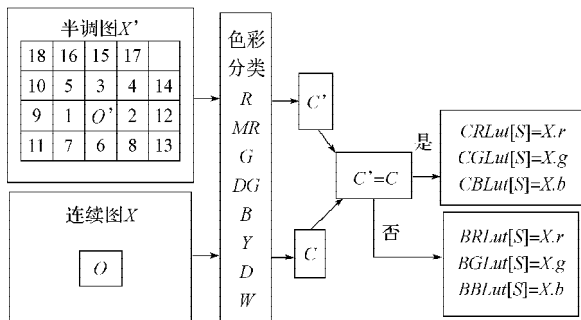 半调图X’
18 16 15 17
10 5 3 4 14
9 1 O’ 2 12
11 7 6 8 13
连续图X
O
色彩
分类
R
MR
G
DG
B
Y
D
W
C’
C
C’=C
是
否
CRLut[S]=X.r
CGLut[S]=X.g
CBLut[S]=X.b
BRLut[S]=X.r
BGLut[S]=X.g
BBLut[S]=X.b